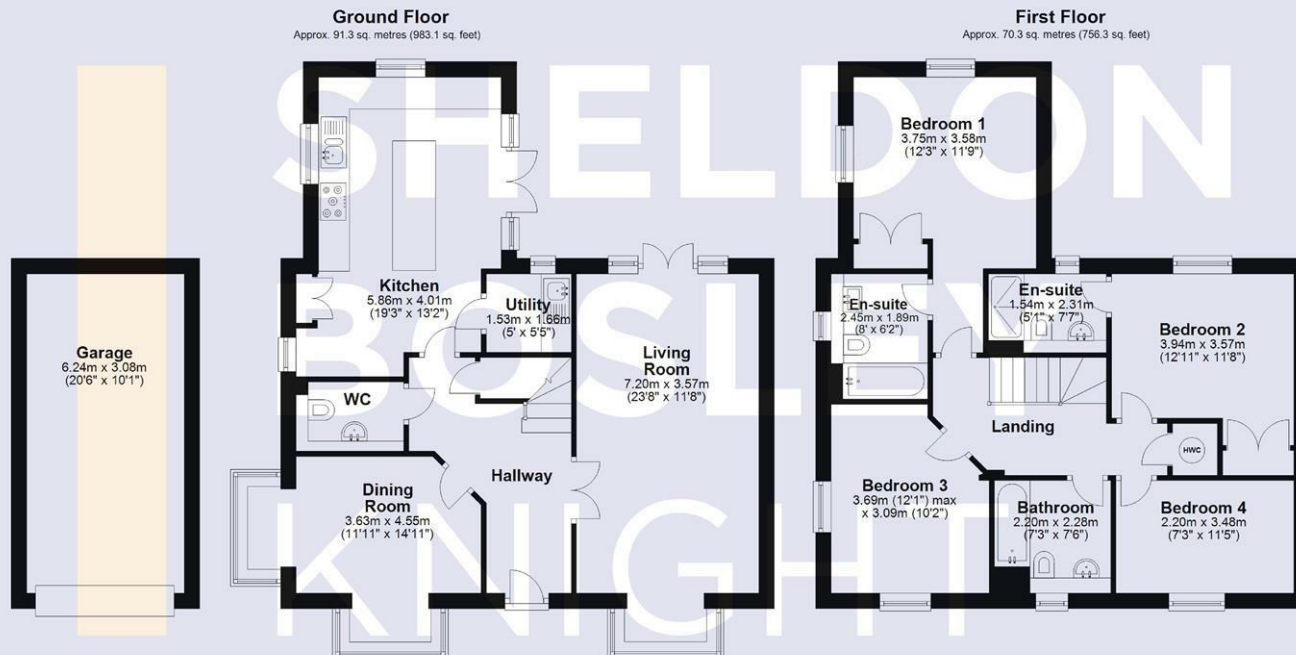 Ground Floor
Approx. 91.3 sq. metres (983.1 sq. feet)
First Floor
Approx. 70.3 sq. metres (756.3 sq. feet)
SHELDON
BOSLEY
KNIGHT
Garage
6.24m x 3.08m
(20'6" x 10'1")
Kitchen
5.86m x 4.01m
(19'3" x 13'2")
Utility
1.53m x 1.66m
(5' x 5'5")
Living
Room
7.20m x 3.57m
(23'8" x 11'8")
WC
Hallway
Dining
Room
3.63m x 4.55m
(11'11" x 14'11")
Bedroom 1
3.75m x 3.58m
(12'3" x 11'9")
En-suite
2.45m x 1.89m
(8' x 6'2")
En-suite
1.54m x 2.31m
(5'1" x 7'7")
Bedroom 2
3.94m x 3.57m
(12'11" x 11'8")
Landing
HWC
Bedroom 3
3.69m (12'1") max
x 3.09m (10'2")
Bathroom
2.20m x 2.28m
(7'3" x 7'6")
Bedroom 4
2.20m x 3.48m
(7'3" x 11'5")